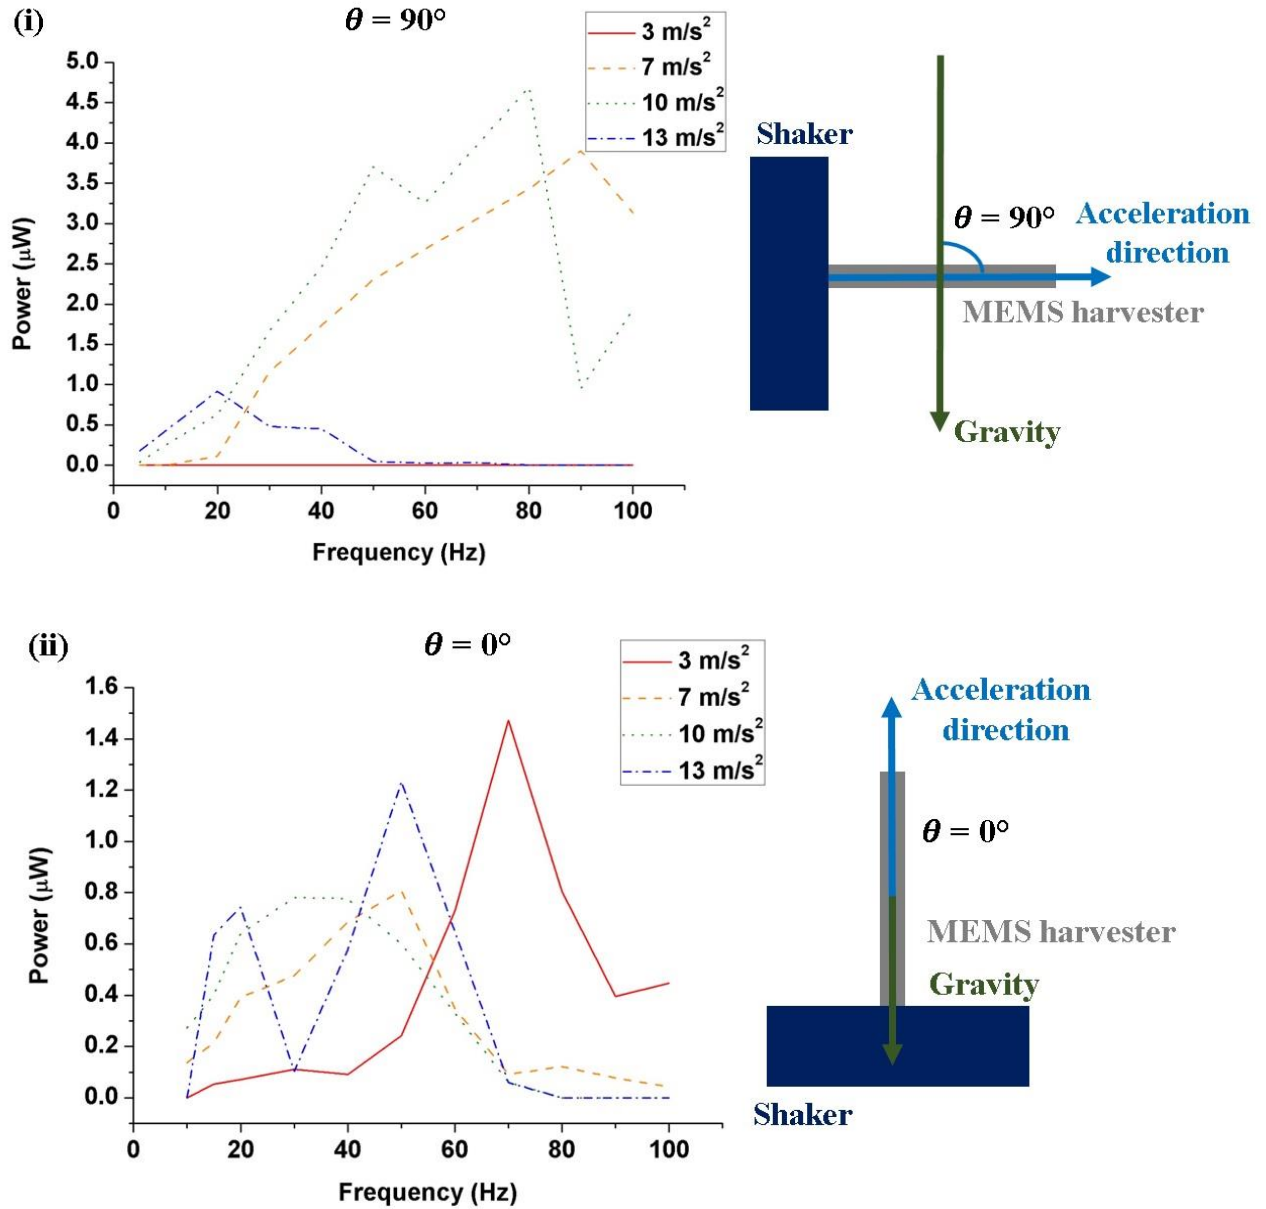 (i)
θ = 90°
3 m/s²
7 m/s²
10 m/s²
13 m/s²
5.0
4.5
4.0
3.5
3.0
2.5
2.0
1.5
1.0
0.5
0.0
Power (μW)
0 20 40 60 80 100
Frequency (Hz)
Shaker
θ = 90°
Acceleration
direction
MEMS harvester
Gravity
(ii)
θ = 0°
3 m/s²
7 m/s²
10 m/s²
13 m/s²
1.6
1.4
1.2
1.0
0.8
0.6
0.4
0.2
0.0
Power (μW)
0 20 40 60 80 100
Frequency (Hz)
Acceleration
direction
θ = 0°
MEMS harvester
Gravity
Shaker